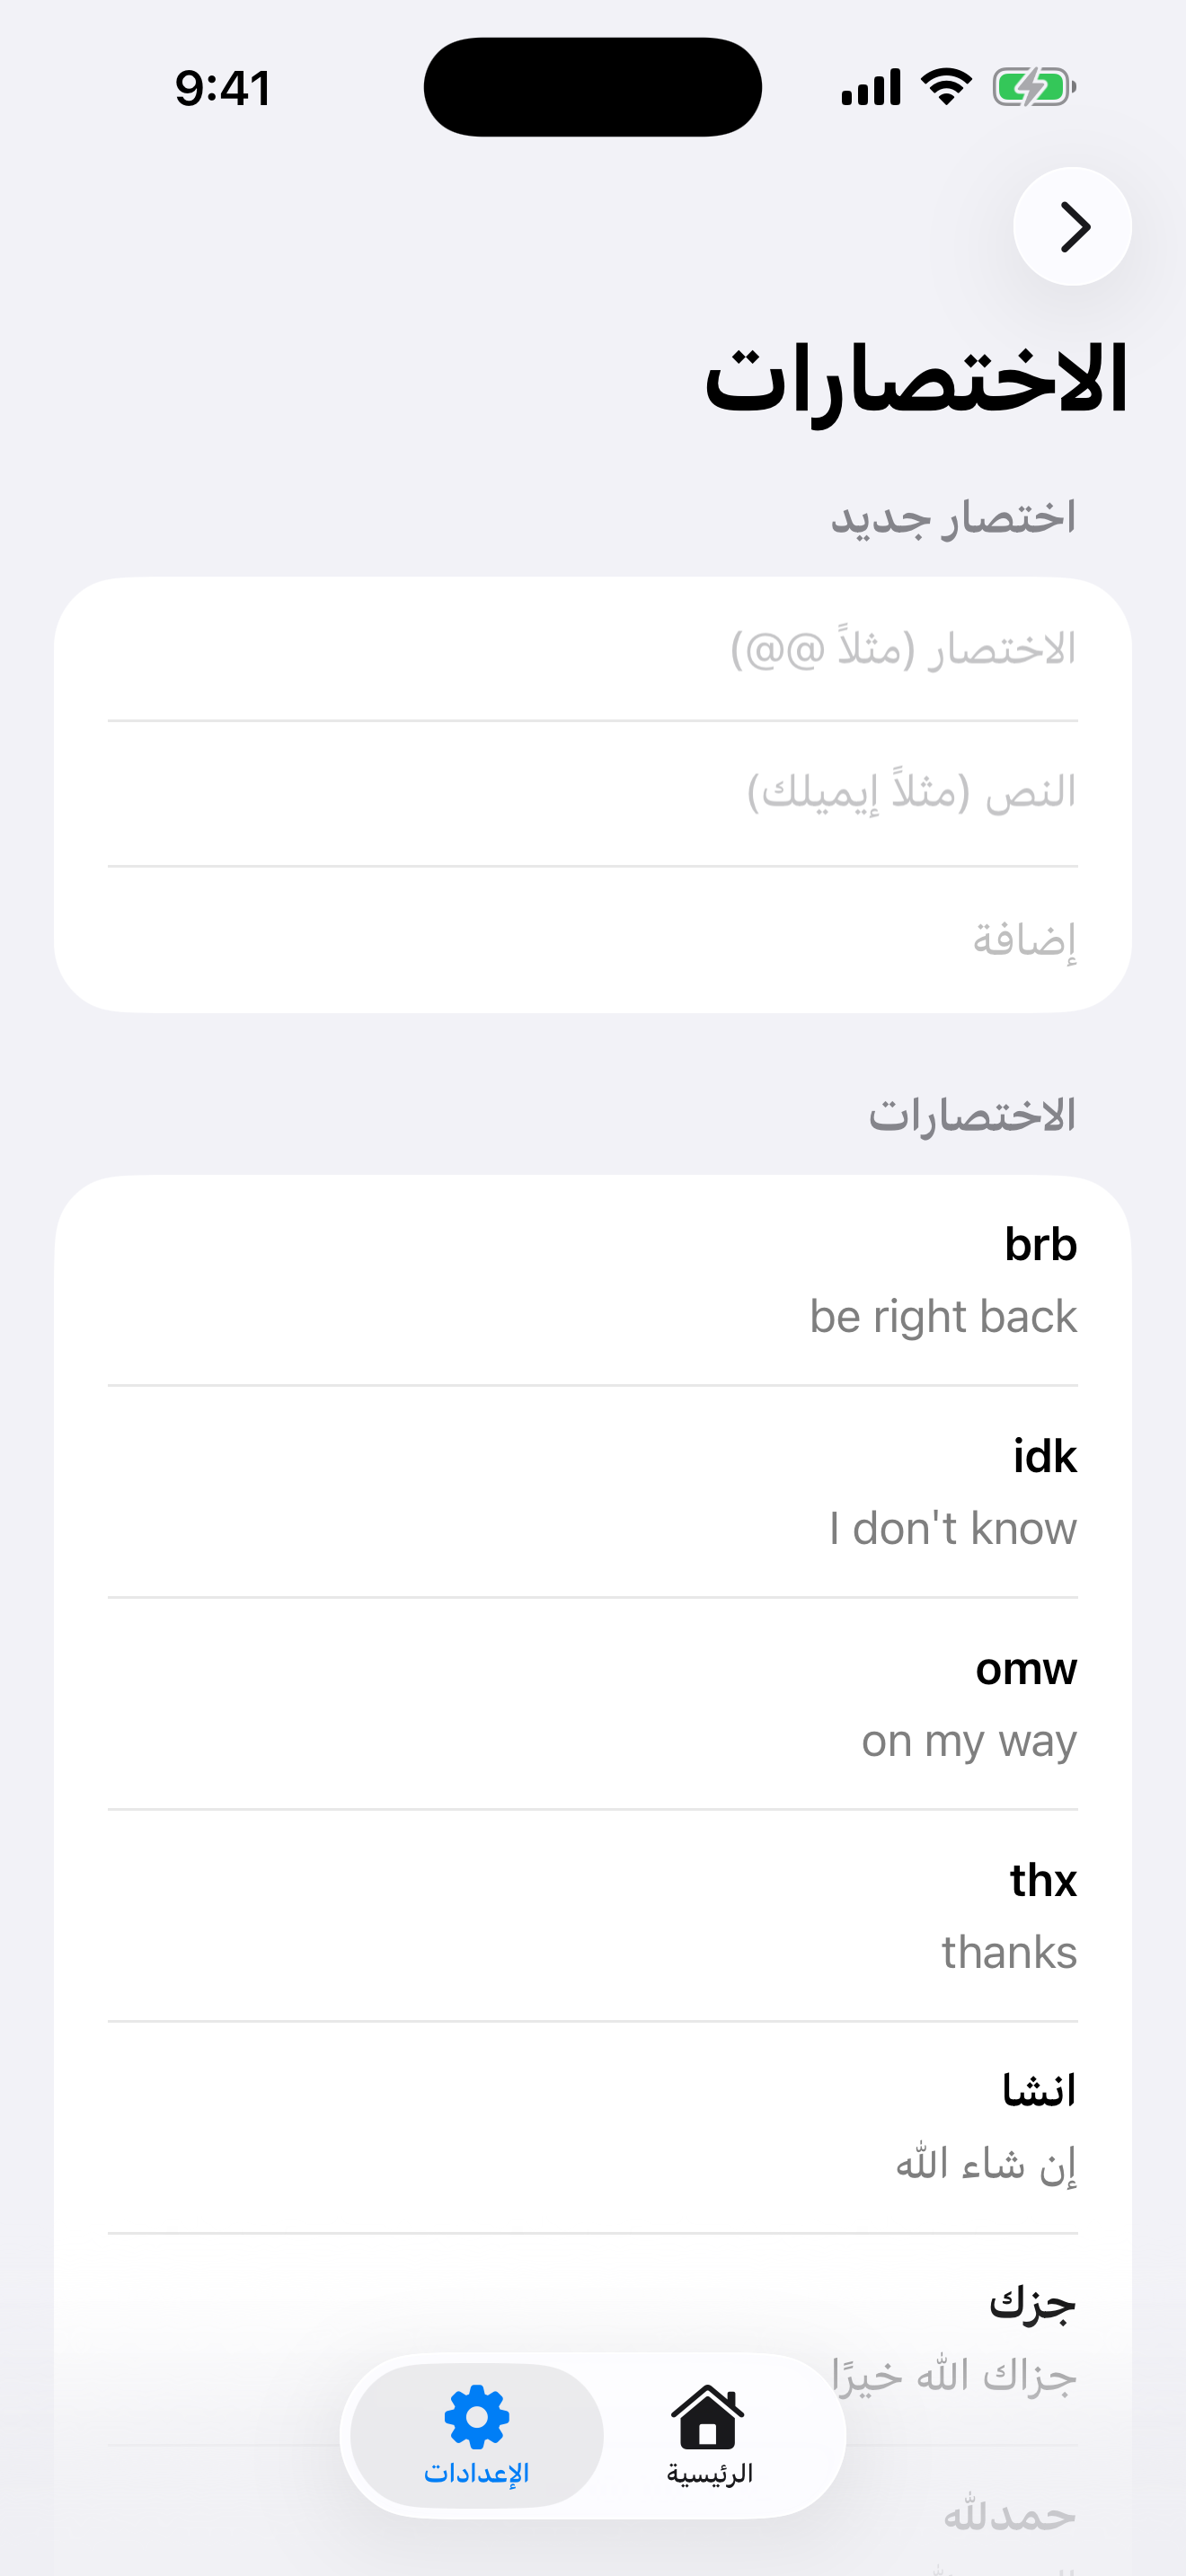 9:41
الاختصارات
اختصار جديد
الاختصار (مثلاً @@)
النص (مثلاً إيميلك)
إضافة
الاختصارات
brb
be right back
idk
I don't know
omw
on my way
thx
thanks
انشا
إن شاء الله
جزك
جزاك الله خيرًا
حمدلله
الرئيسية
الإعدادات